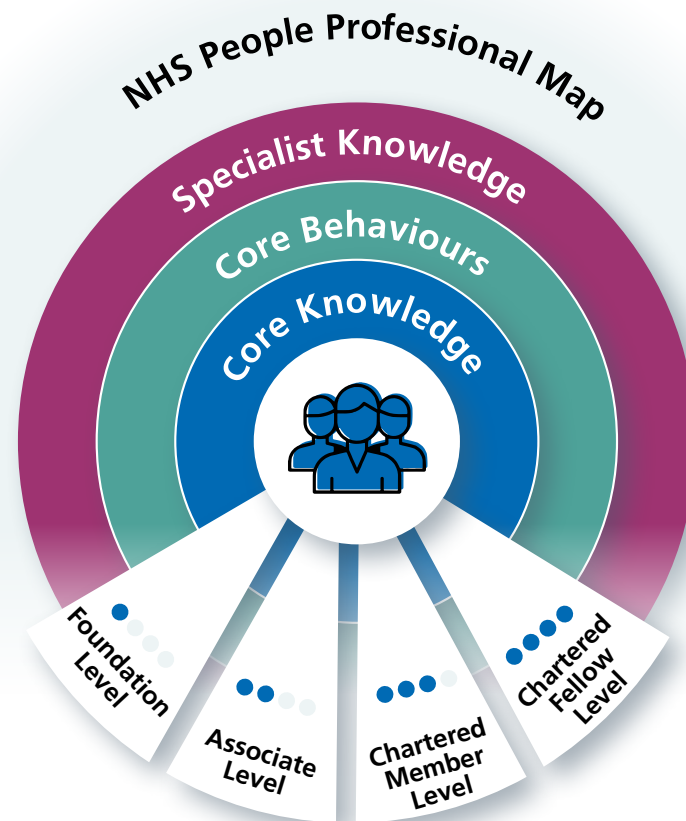 NHS People Professional Map
Specialist Knowledge
Core Behaviours
Core Knowledge
Foundation
Level
Associate
Level
Chartered
Member
Level
Chartered
Fellow
Level